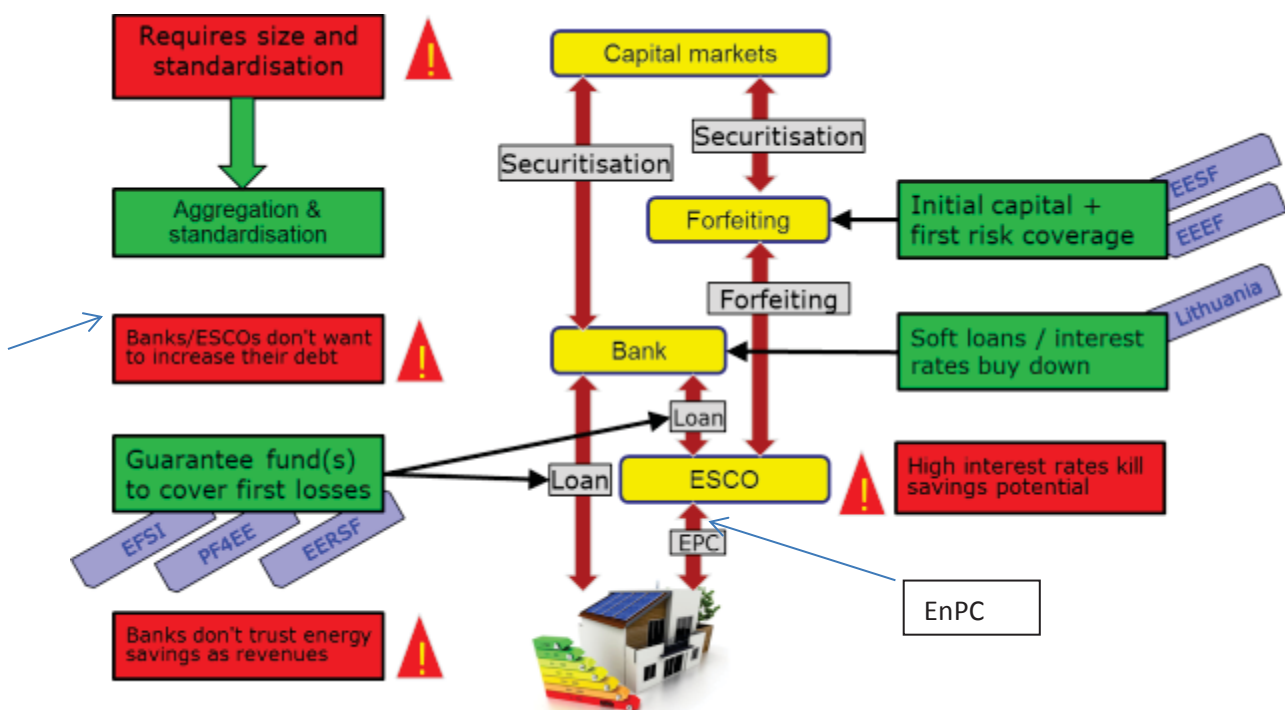 Requires size and
standardisation
!
Capital markets
Securitisation
Securitisation
Aggregation &
standardisation
Forfeiting
Initial capital +
first risk coverage
EESF
EEEF
Forfeiting
Banks/ESCOs don't want
to increase their debt
!
Bank
Soft loans / interest
rates buy down
Lithuania
Loan
Guarantee fund(s)
to cover first losses
Loan
ESCO
!
High interest rates kill
savings potential
EFSI
PF4EE
EERSF
EPC
EnPC
Banks don't trust energy
savings as revenues
!